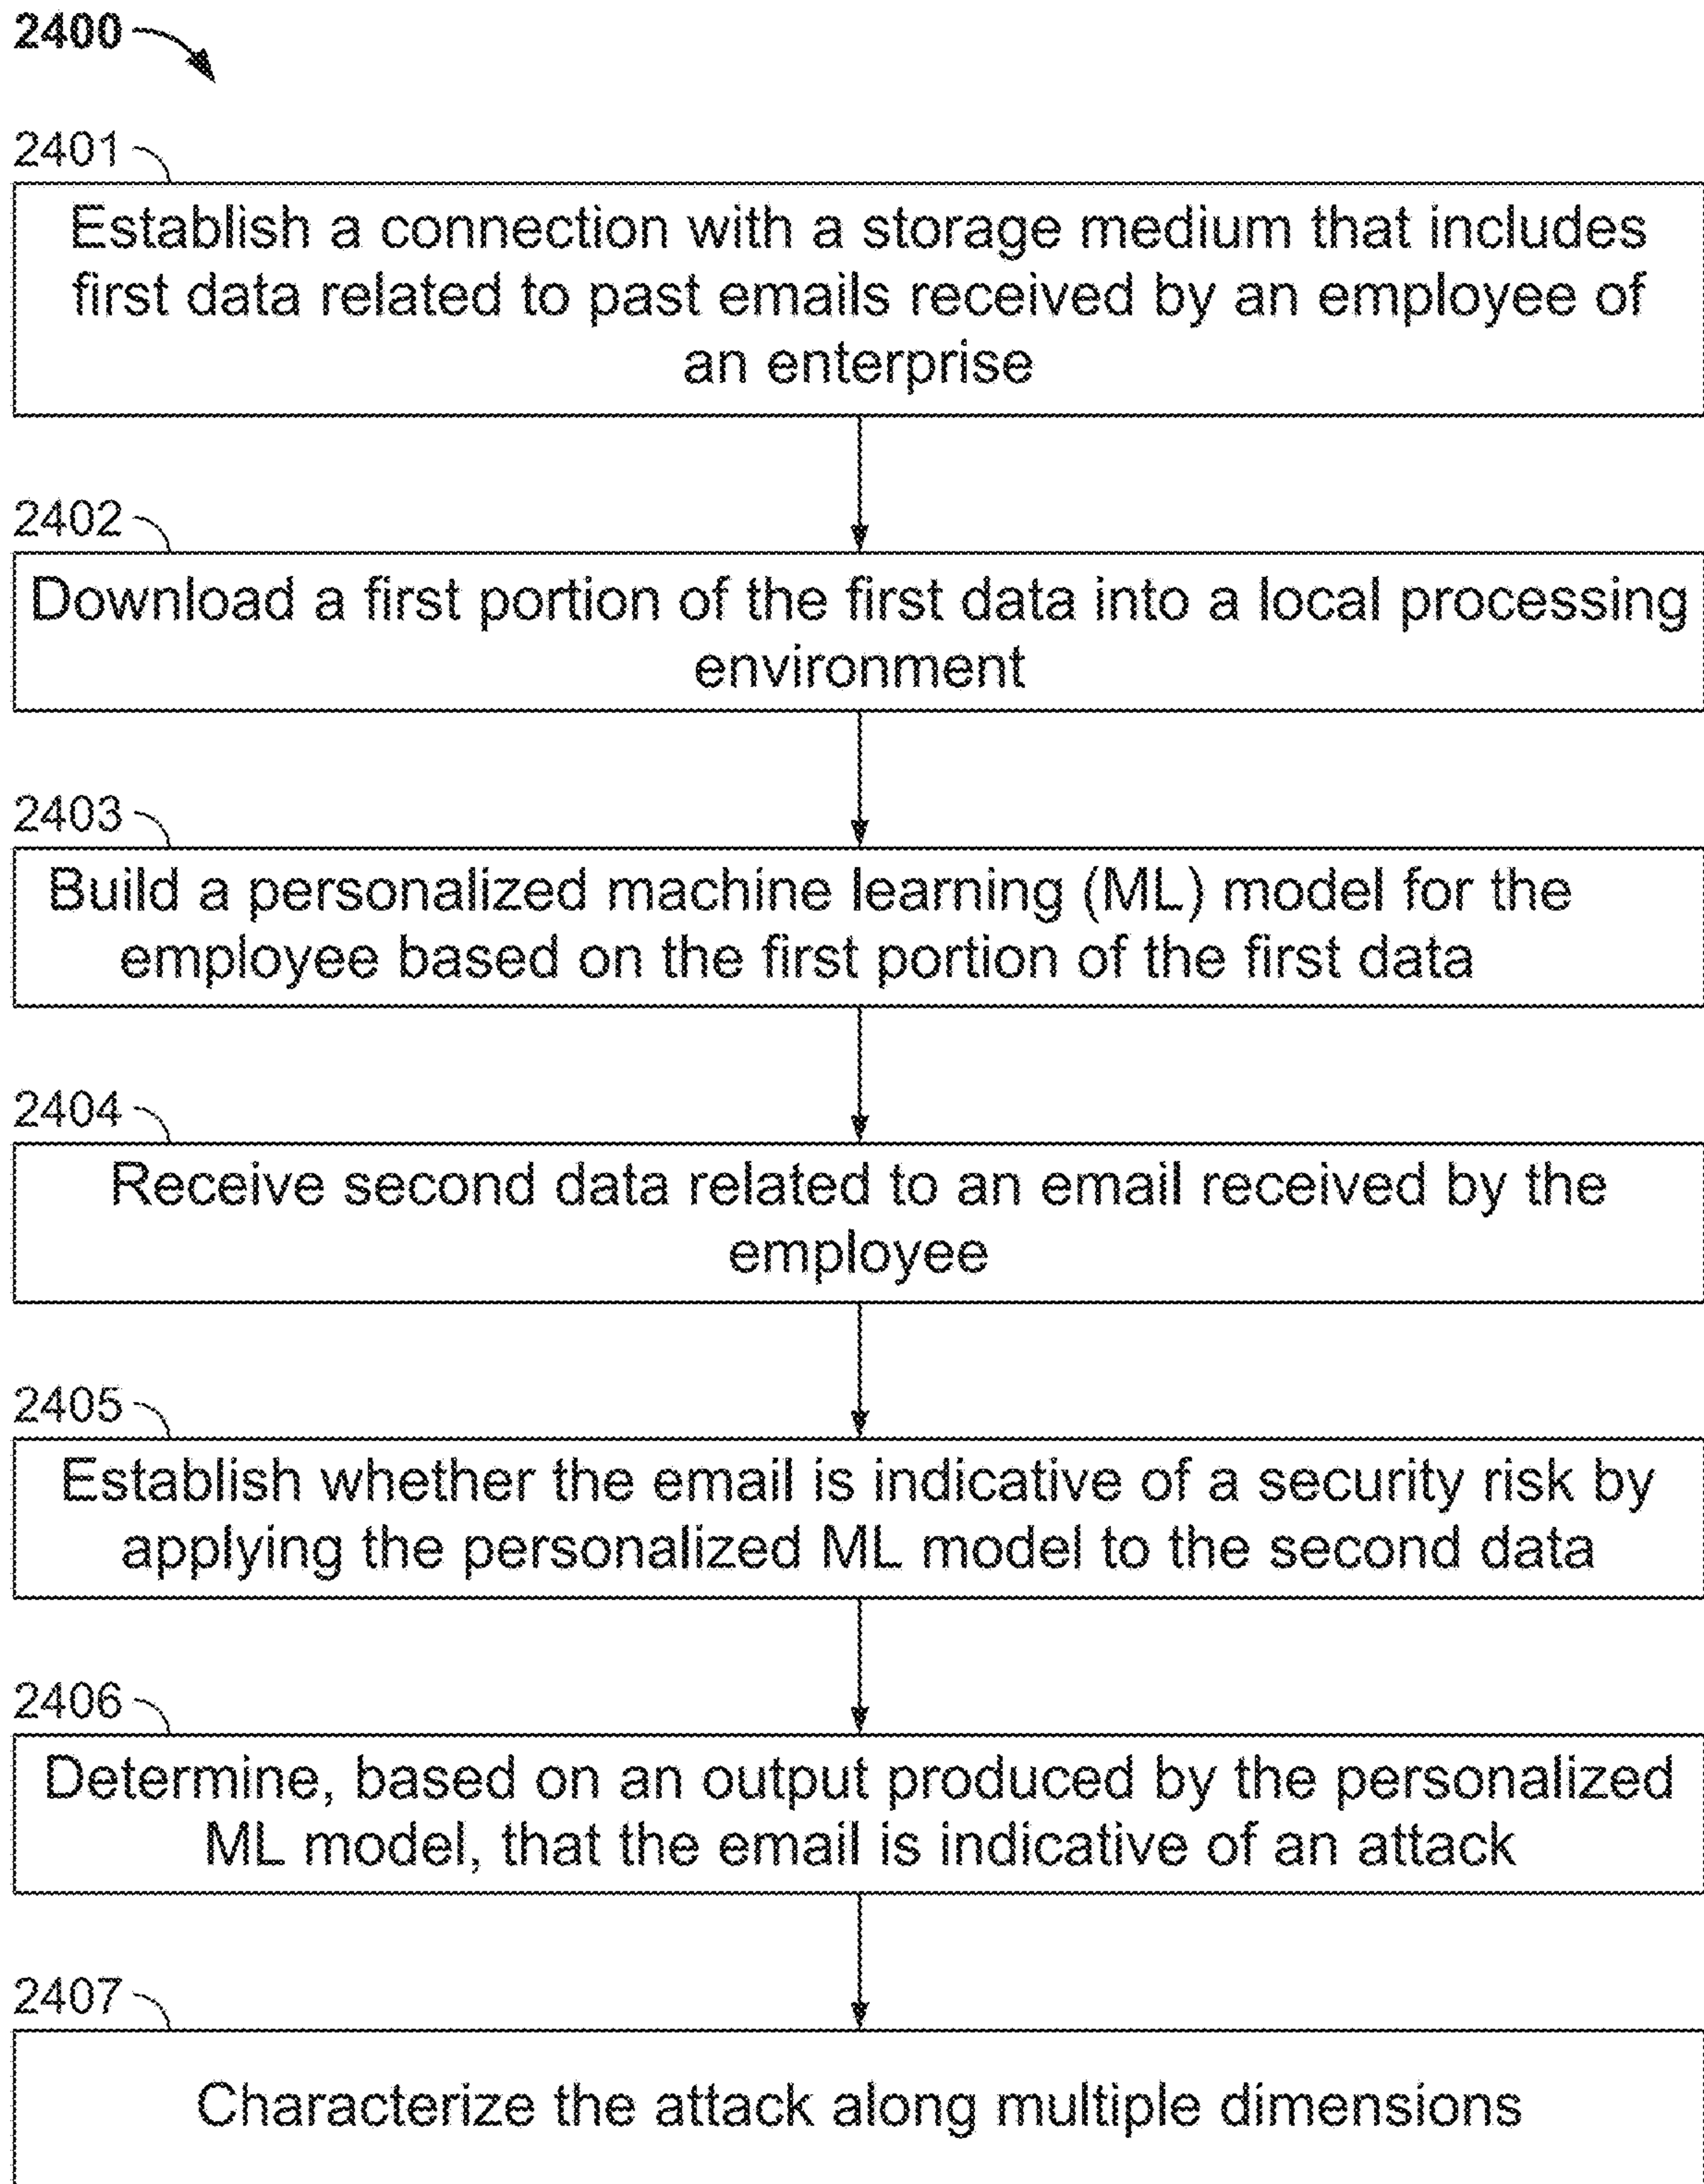 2400
2401
Establish a connection with a storage medium that includes
first data related to past emails received by an employee of
an enterprise
2402
Download a first portion of the first data into a local processing
environment
2403
Build a personalized machine learning (ML) model for the
employee based on the first portion of the first data
2404
Receive second data related to an email received by the
employee
2405
Establish whether the email is indicative of a security risk by
applying the personalized ML model to the second data
2406
Determine, based on an output produced by the personalized
ML model, that the email is indicative of an attack
2407
Characterize the attack along multiple dimensions